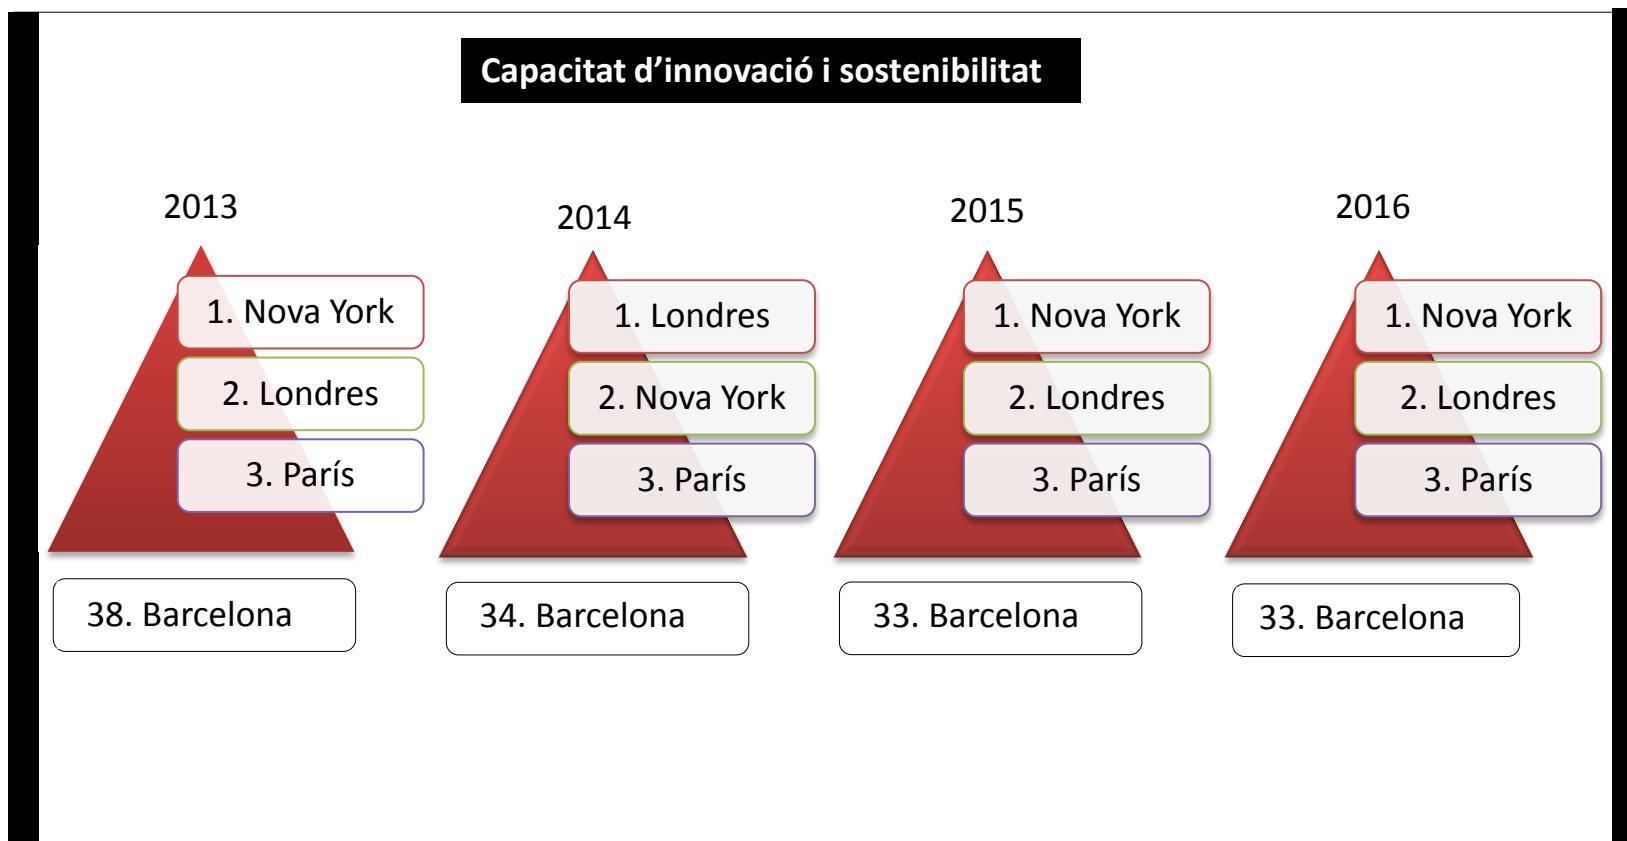 Capacitat d’innovació i sostenibilitat
2013
1. Nova York
2. Londres
3. París
38. Barcelona
2014
1. Londres
2. Nova York
3. París
34. Barcelona
2015
1. Nova York
2. Londres
3. París
33. Barcelona
2016
1. Nova York
2. Londres
3. París
33. Barcelona